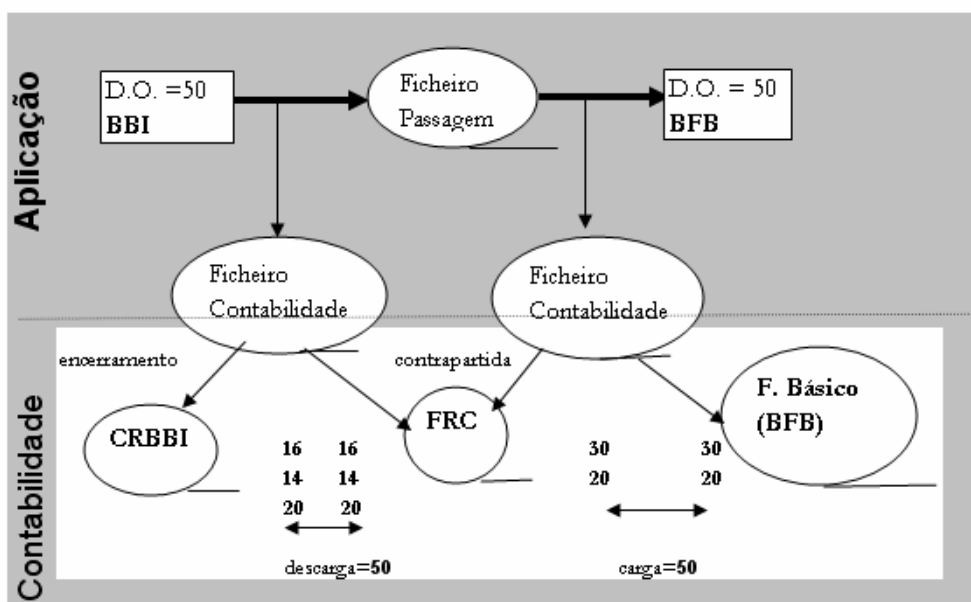 Aplicação
D.O. =50
BBI
Ficheiro
Passagem
D.O. = 50
BFB
Ficheiro
Contabilidade
Ficheiro
Contabilidade
Contabilidade
encerramento
contrapartida
CRBBI
FRC
F. Básico
(BFB)
16 16
14 14
20 20
30 30
20 20
descarga=50
carga=50